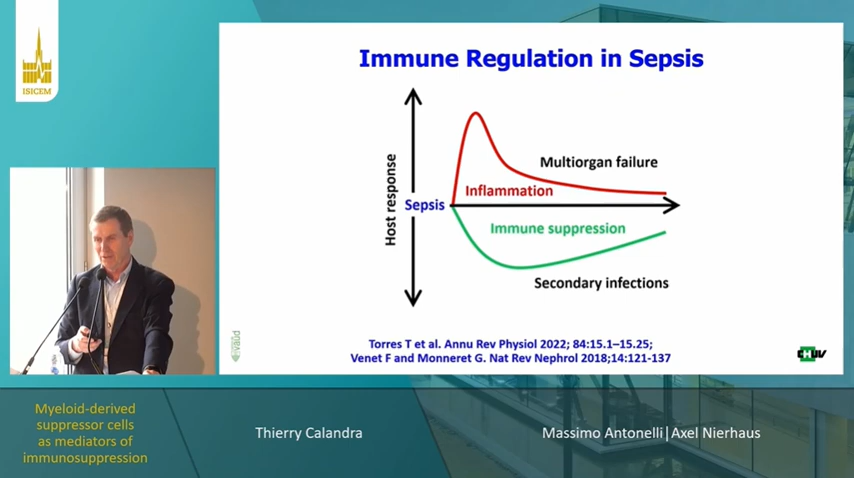 ISICEM
Immune Regulation in Sepsis
Host response
Multiorgan failure
Inflammation
Sepsis
Immune suppression
Secondary infections
Torres T et al. Annu Rev Physiol 2022; 84:15.1–15.25;
Venet F and Monneret G. Nat Rev Nephrol 2018;14:121-137
vaud
CHUV
Myeloid-derived
suppressor cells
as mediators of
immunosuppression
Thierry Calandra
Massimo Antonelli|Axel Nierhaus